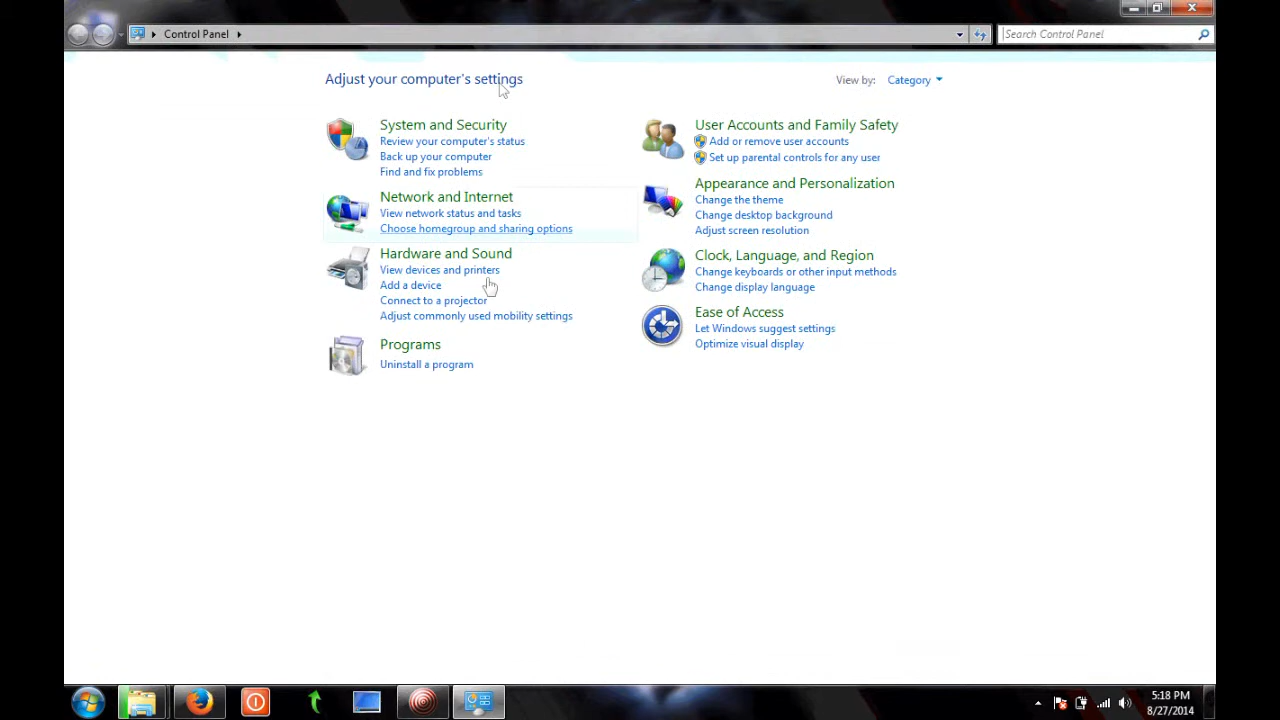 Control Panel
Search Control Panel
Adjust your computer's settings
View by: Category
System and Security
Review your computer's status
Back up your computer
Find and fix problems
Network and Internet
View network status and tasks
Choose homegroup and sharing options
Hardware and Sound
View devices and printers
Add a device
Connect to a projector
Adjust commonly used mobility settings
Programs
Uninstall a program
User Accounts and Family Safety
Add or remove user accounts
Set up parental controls for any user
Appearance and Personalization
Change the theme
Change desktop background
Adjust screen resolution
Clock, Language, and Region
Change keyboards or other input methods
Change display language
Ease of Access
Let Windows suggest settings
Optimize visual display
5:18 PM
8/27/2014